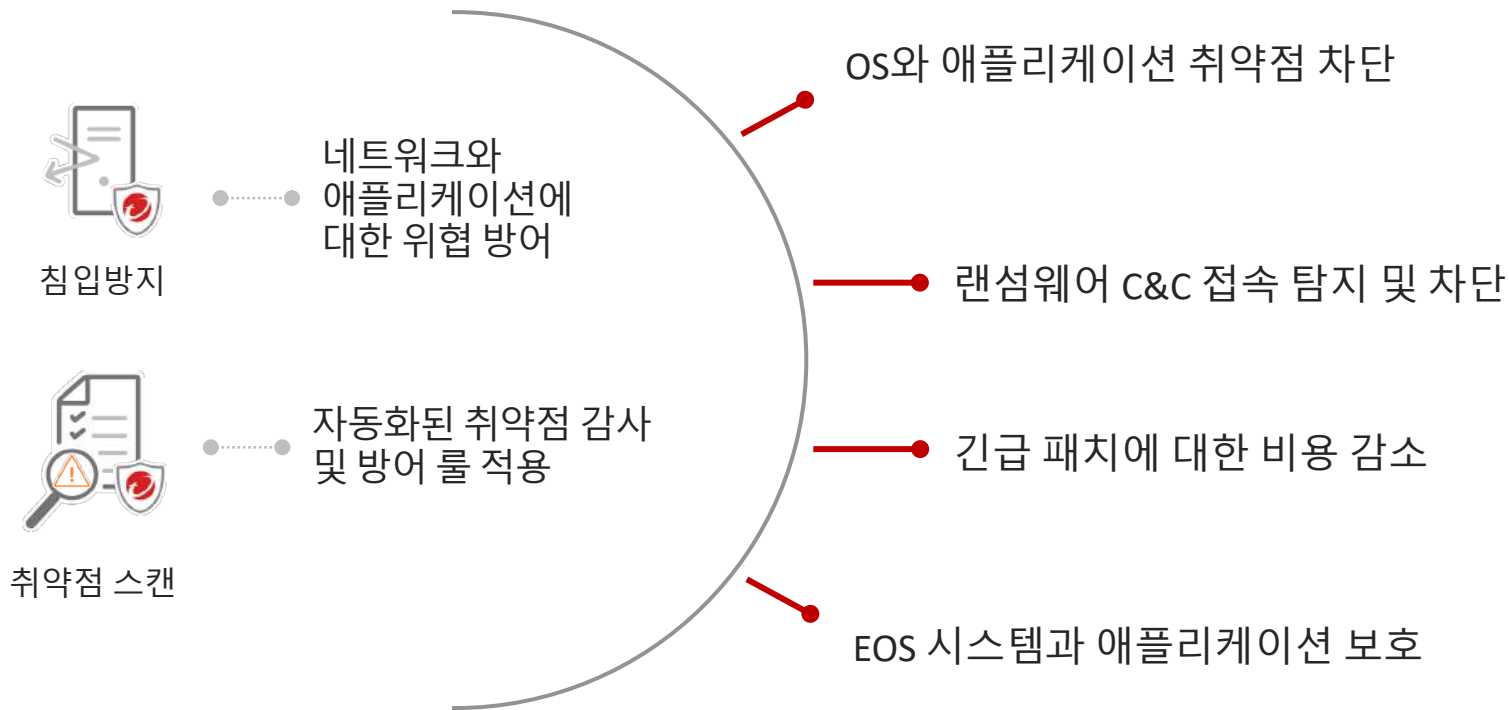 침입방지
네트워크와
애플리케이션에
대한 위협 방어
취약점 스캔
자동화된 취약점 감사
및 방어 룰 적용
OS와 애플리케이션 취약점 차단
랜섬웨어 C&C 접속 탐지 및 차단
긴급 패치에 대한 비용 감소
EOS 시스템과 애플리케이션 보호